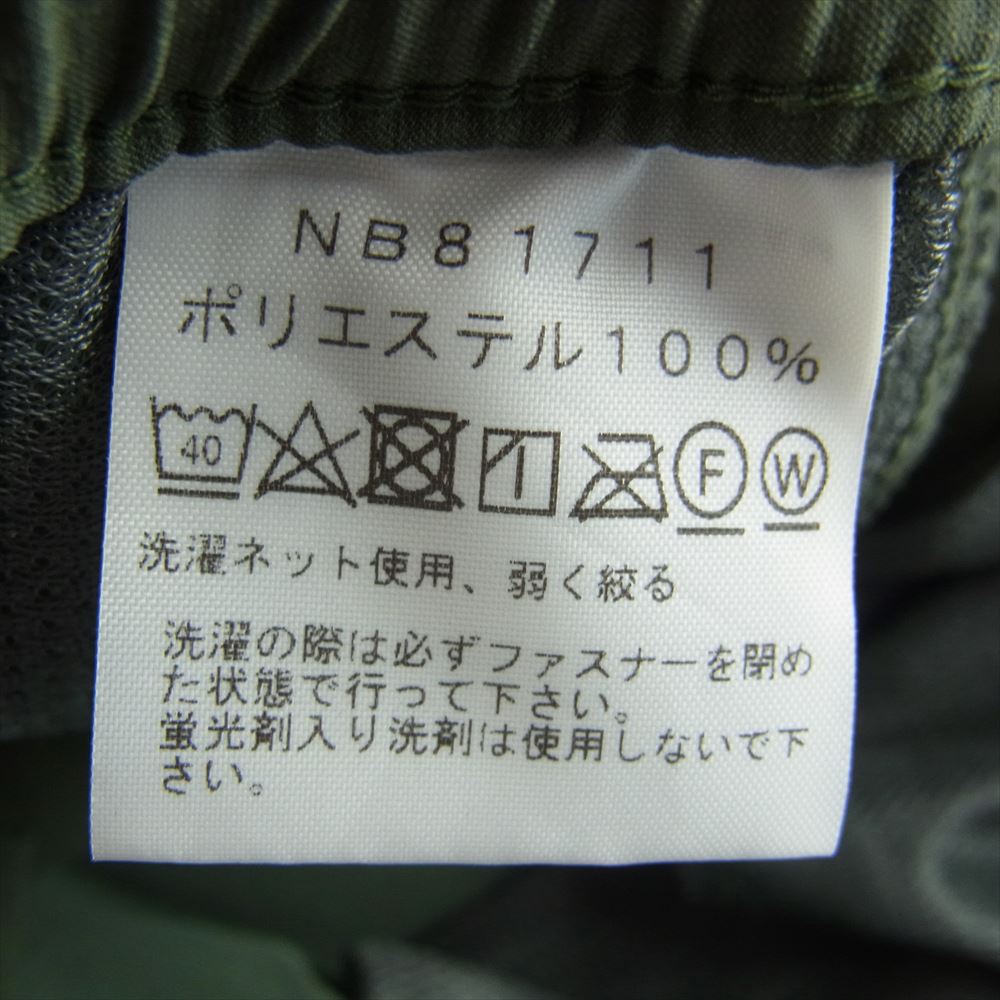 NB81711
ポリエステル100%
40 F W
洗濯ネット使用、弱く絞る
洗濯の際は必ずファスナーを閉め
た状態で行って下さい。
蛍光剤入り洗剤は使用しないで下
さい。